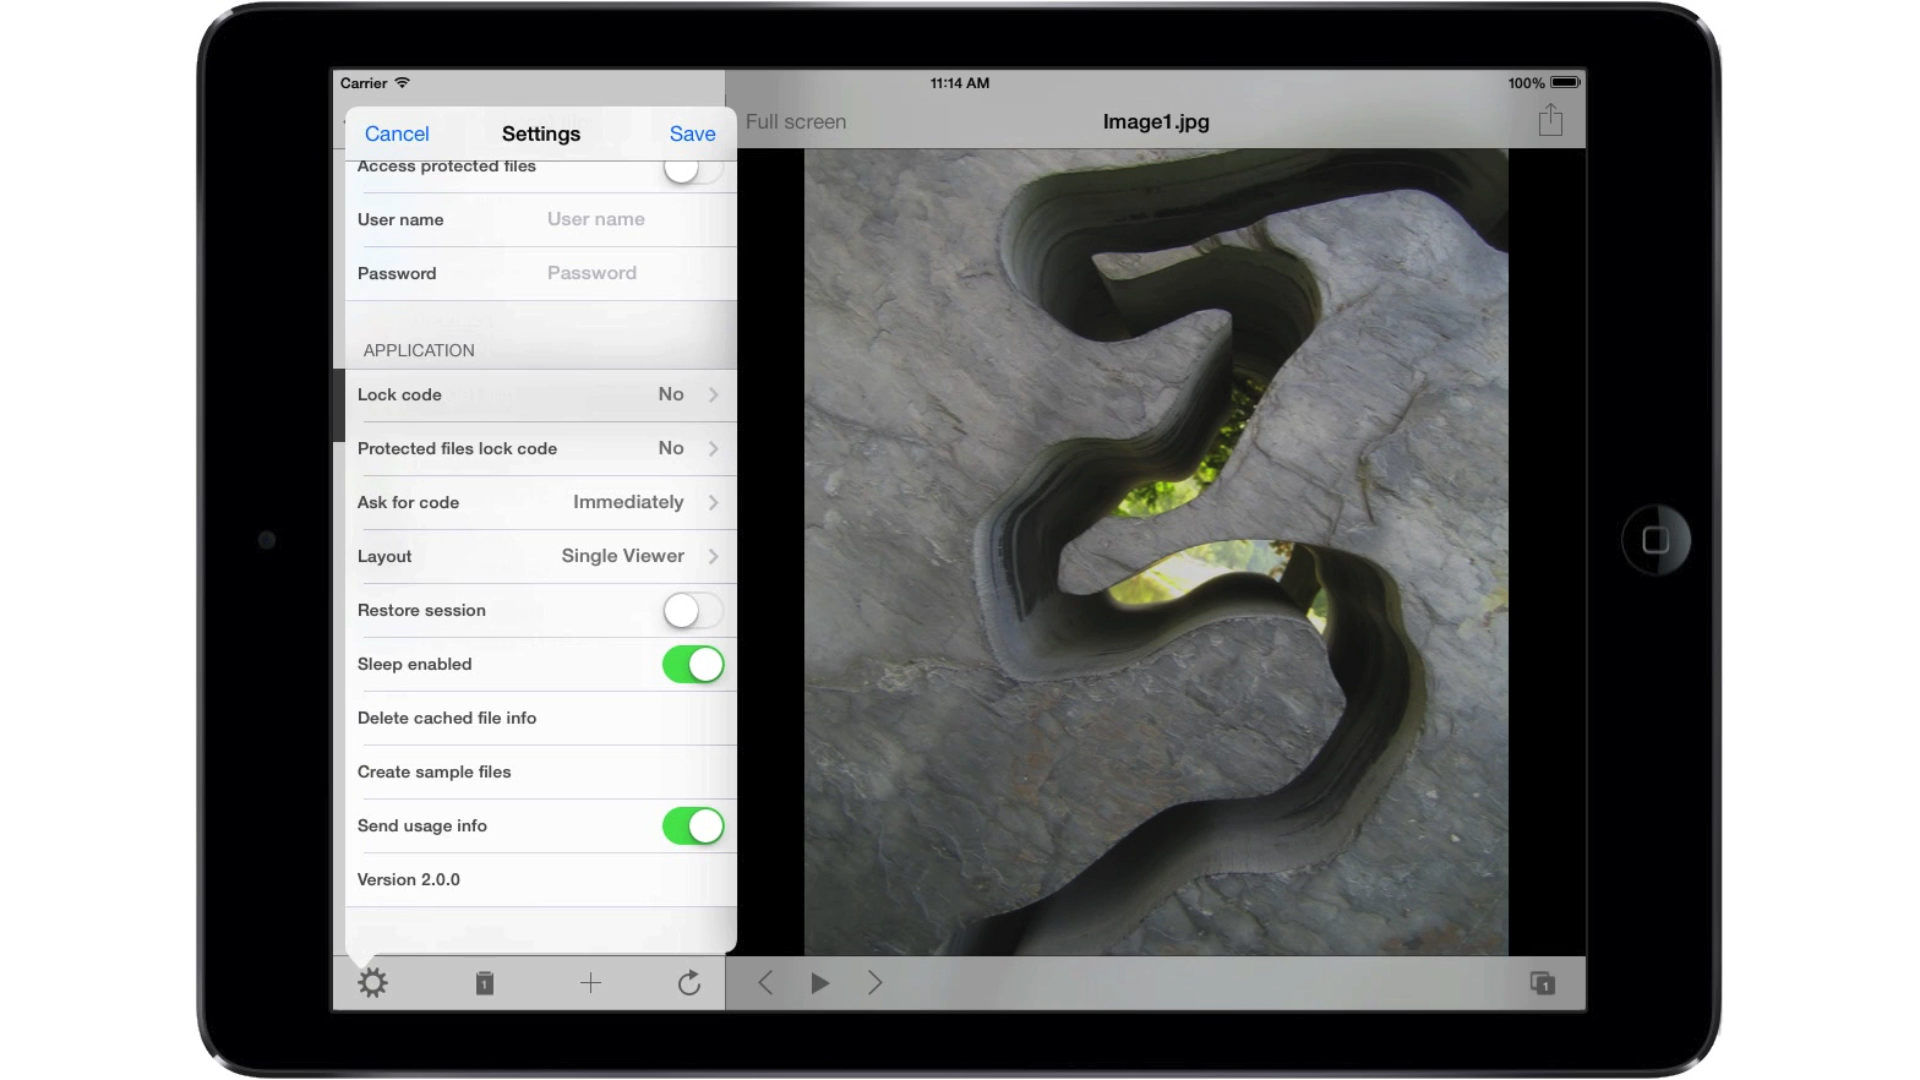 Carrier
11:14 AM
100%
Cancel
Settings
Save
Full screen
Image1.jpg
Access protected files
User name
User name
Password
Password
APPLICATION
Lock code
No
Protected files lock code
No
Ask for code
Immediately
Layout
Single Viewer
Restore session
Sleep enabled
Delete cached file info
Create sample files
Send usage info
Version 2.0.0
1
1